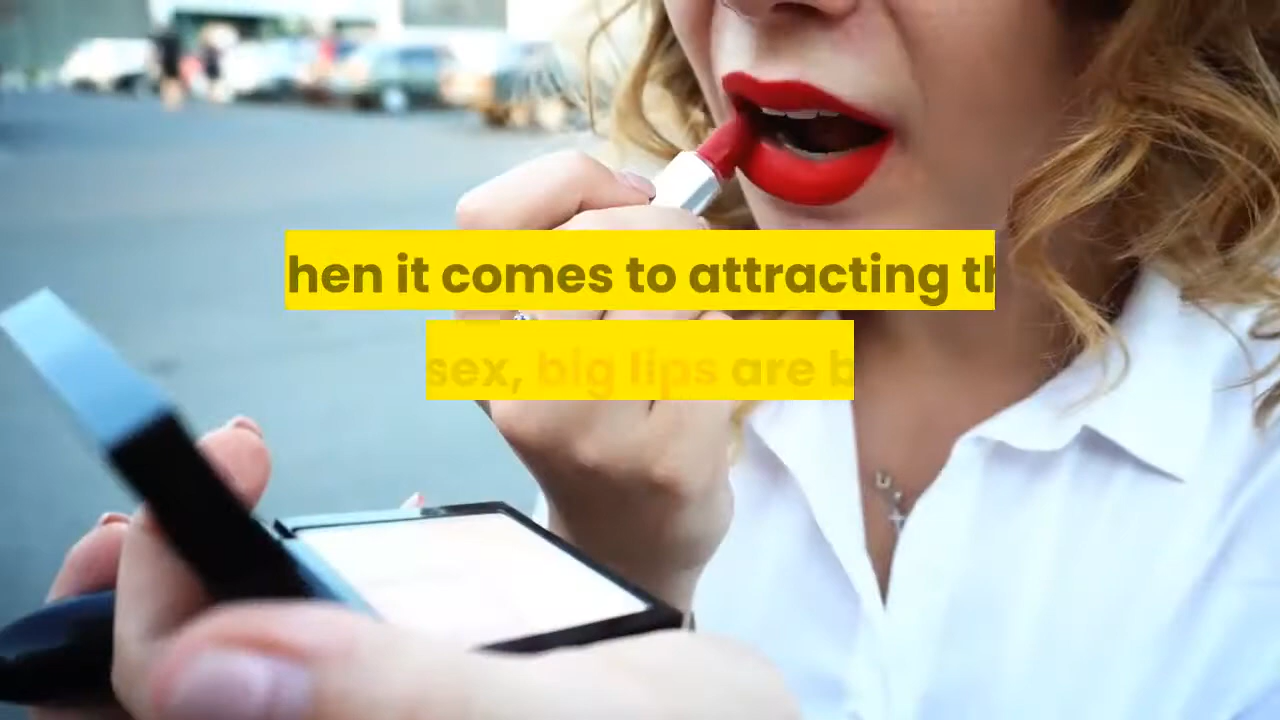 hen it comes to attracting th
sex, big lips are b